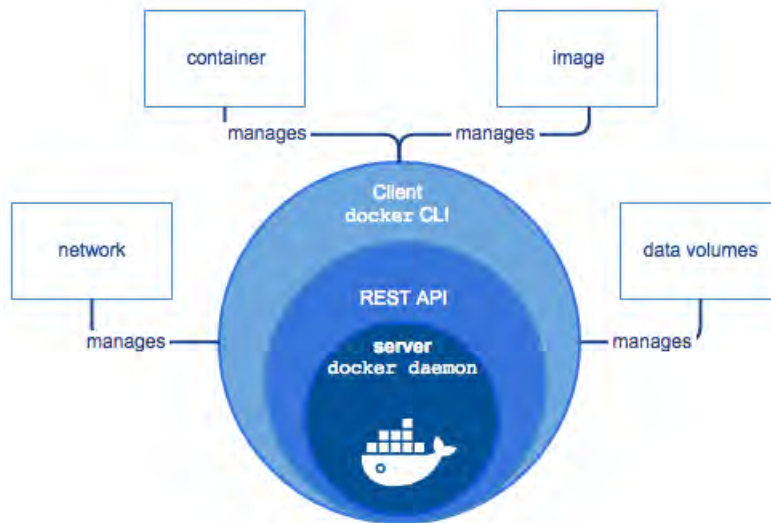 container
image
manages
manages
Client
docker CLI
network
data volumes
REST API
manages
server
docker daemon
manages